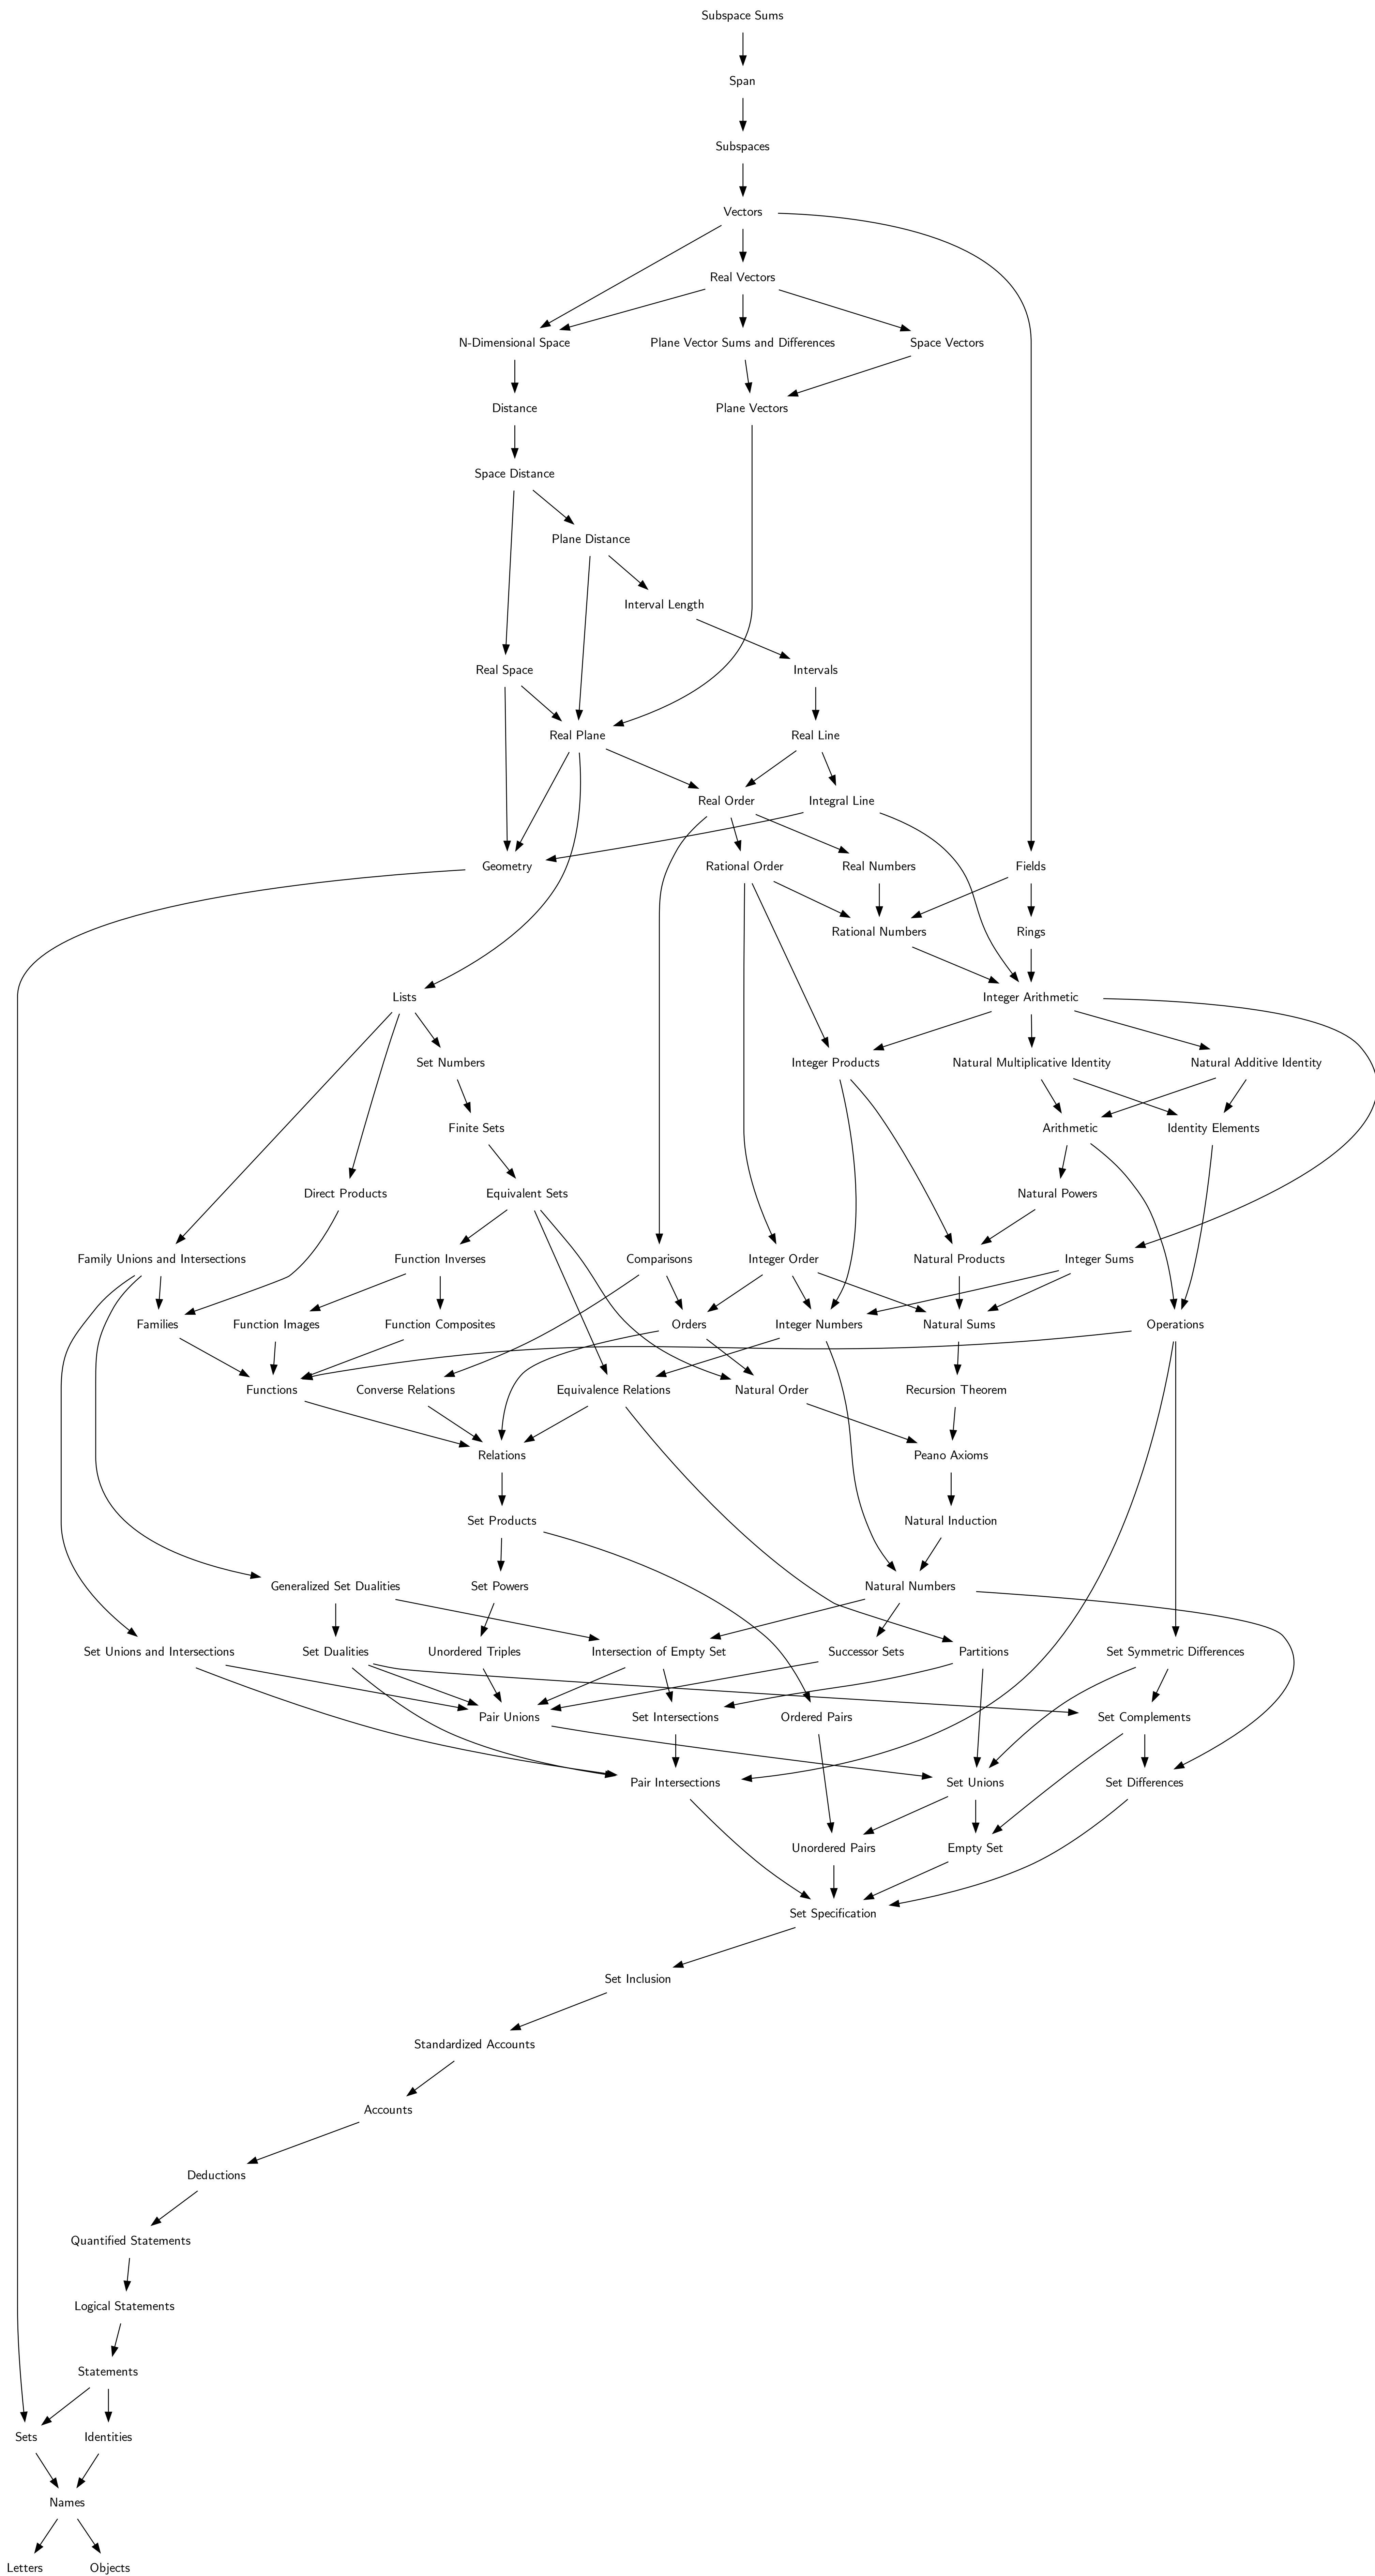 Subspace Sums
Span
Subspaces
Vectors
Real Vectors
N-Dimensional Space
Plane Vector Sums and Differences
Space Vectors
Distance
Plane Vectors
Space Distance
Plane Distance
Interval Length
Real Space
Intervals
Real Plane
Real Line
Real Order
Integral Line
Geometry
Rational Order
Real Numbers
Fields
Rational Numbers
Rings
Lists
Integer Arithmetic
Set Numbers
Integer Products
Natural Multiplicative Identity
Natural Additive Identity
Finite Sets
Arithmetic
Identity Elements
Direct Products
Equivalent Sets
Natural Powers
Family Unions and Intersections
Function Inverses
Comparisons
Integer Order
Natural Products
Integer Sums
Families
Function Images
Function Composites
Orders
Integer Numbers
Natural Sums
Operations
Functions
Converse Relations
Equivalence Relations
Natural Order
Recursion Theorem
Relations
Peano Axioms
Set Products
Natural Induction
Generalized Set Dualities
Set Powers
Natural Numbers
Set Unions and Intersections
Set Dualities
Unordered Triples
Intersection of Empty Set
Successor Sets
Partitions
Set Symmetric Differences
Pair Unions
Set Intersections
Ordered Pairs
Set Complements
Pair Intersections
Set Unions
Set Differences
Unordered Pairs
Empty Set
Set Specification
Set Inclusion
Standardized Accounts
Accounts
Deductions
Quantified Statements
Logical Statements
Statements
Sets
Identities
Names
Letters
Objects